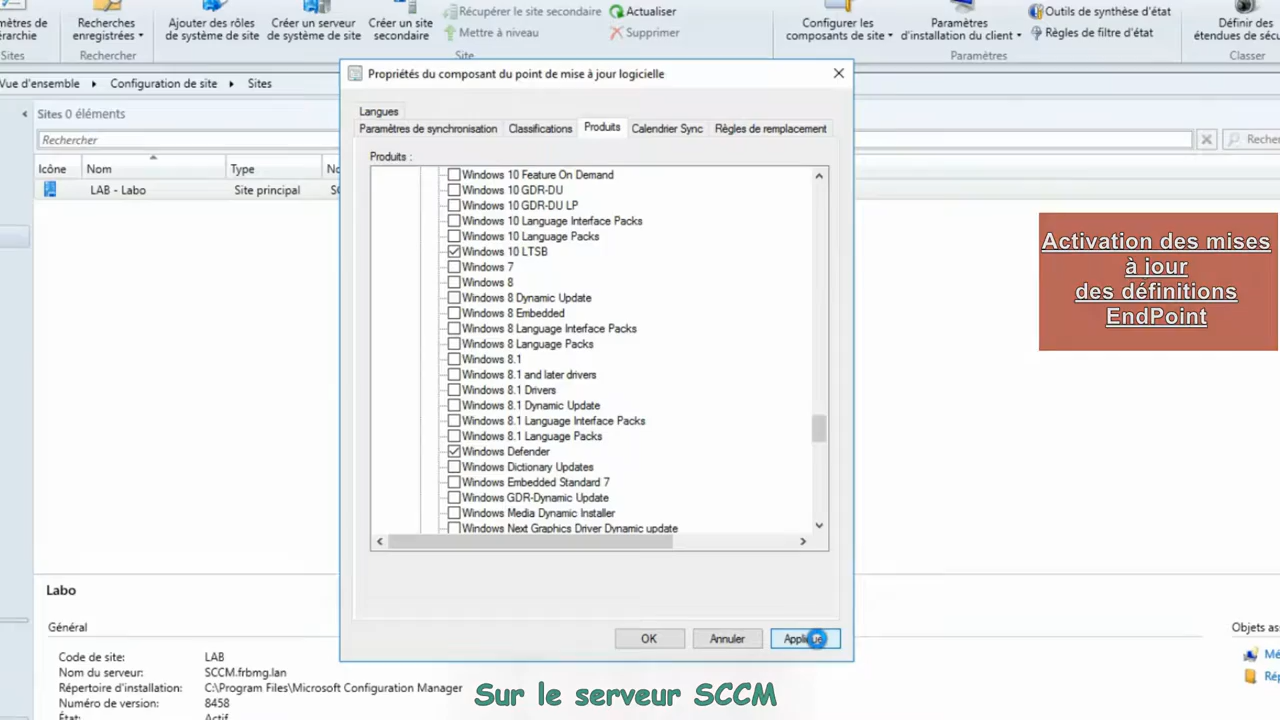 mètres de
érarchie
Recherches
enregistrées
Ajouter des rôles
de système de site
Créer un serveur
de système de site
Créer un site
secondaire
Récupérer le site secondaire
Mettre à niveau
Actualiser
Supprimer
Configurer les
composants de site
Paramètres
d'installation du client
Outils de synthèse d'état
Règles de filtre d'état
Définir des
étendues de sécu
Sites
Rechercher
Site
Paramètres
Classer
Vue d'ensemble
Configuration de site
Sites
Sites 0 éléments
Rechercher
Recher
Icône
Nom
Type
LAB - Labo
Site principal
Propriétés du composant du point de mise à jour logicielle
Langues
Paramètres de synchronisation
Classifications
Produits
Calendrier Sync
Règles de remplacement
Produits :
Windows 10 Feature On Demand
Windows 10 GDR-DU
Windows 10 GDR-DU LP
Windows 10 Language Interface Packs
Windows 10 Language Packs
Windows 10 LTSB
Windows 7
Windows 8
Windows 8 Dynamic Update
Windows 8 Embedded
Windows 8 Language Interface Packs
Windows 8 Language Packs
Windows 8.1
Windows 8.1 and later drivers
Windows 8.1 Drivers
Windows 8.1 Dynamic Update
Windows 8.1 Language Interface Packs
Windows 8.1 Language Packs
Windows Defender
Windows Dictionary Updates
Windows Embedded Standard 7
Windows GDR-Dynamic Update
Windows Media Dynamic Installer
Windows Next Graphics Driver Dynamic update
OK
Annuler
Activation des mises
à jour
des définitions
EndPoint
Labo
Général
Code de site:
LAB
Nom du serveur:
SCCM.frbmg.lan
Répertoire d'installation:
C:\Program Files\Microsoft Configuration Manager
Numéro de version:
8458
État:
Actif
Objets as
Mé
Rép
Sur le serveur SCCM